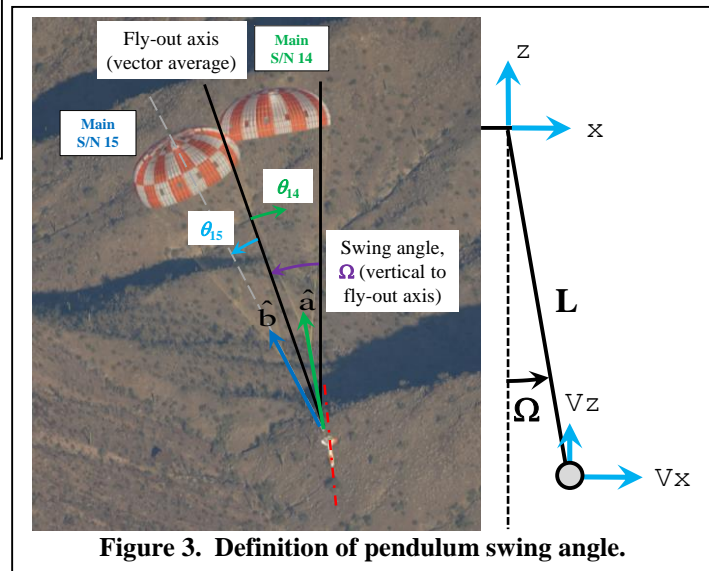 Fly-out axis
(vector average)
Main
S/N 14
Main
S/N 15
θ14
θ15
Swing angle,
Ω (vertical to
fly-out axis)
â
b̂
z
x
L
Ω
Vz
Vx
Figure 3. Definition of pendulum swing angle.